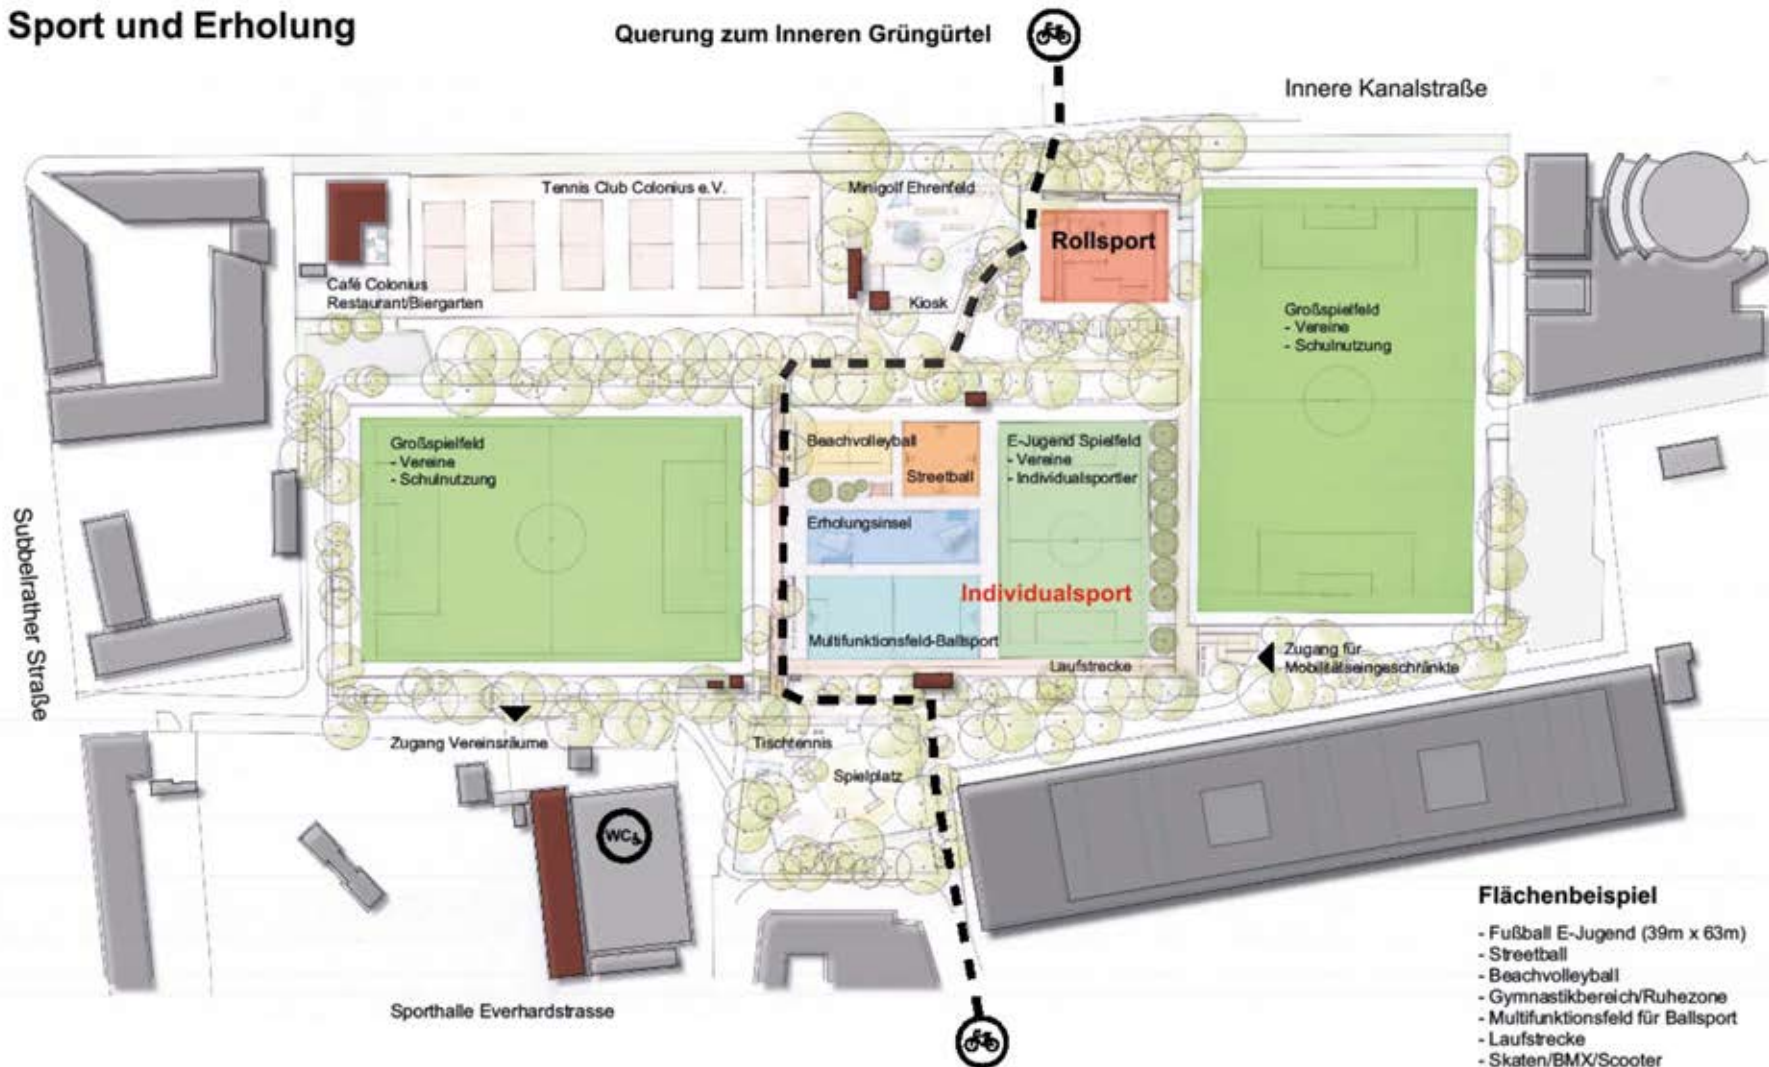 Sport und Erholung
Querung zum Inneren Grüngürtel
Innere Kanalstraße
Tennis Club Colonius e.V.
Minigolf Ehrenfeld
Rollsport
Café Colonius
Restaurant/Biergarten
Kiosk
Großspielfeld
- Vereine
- Schulnutzung
Großspielfeld
- Vereine
- Schulnutzung
Beachvolleyball
Streetball
E-Jugend Spielfeld
- Vereine
- Individualsportler
Erholungsinsel
Individualsport
Multifunktionsfeld-Ballsport
Laufstrecke
Zugang für
Mobilitätseingeschränkte
Subbelrather Straße
Zugang Vereinsräume
Tischtennis
Spielplatz
WC
Sporthalle Everhardstrasse
Flächenbeispiel
- Fußball E-Jugend (39m x 63m)
- Streetball
- Beachvolleyball
- Gymnastikbereich/Ruhezone
- Multifunktionsfeld für Ballsport
- Laufstrecke
- Skaten/BMX/Scooter